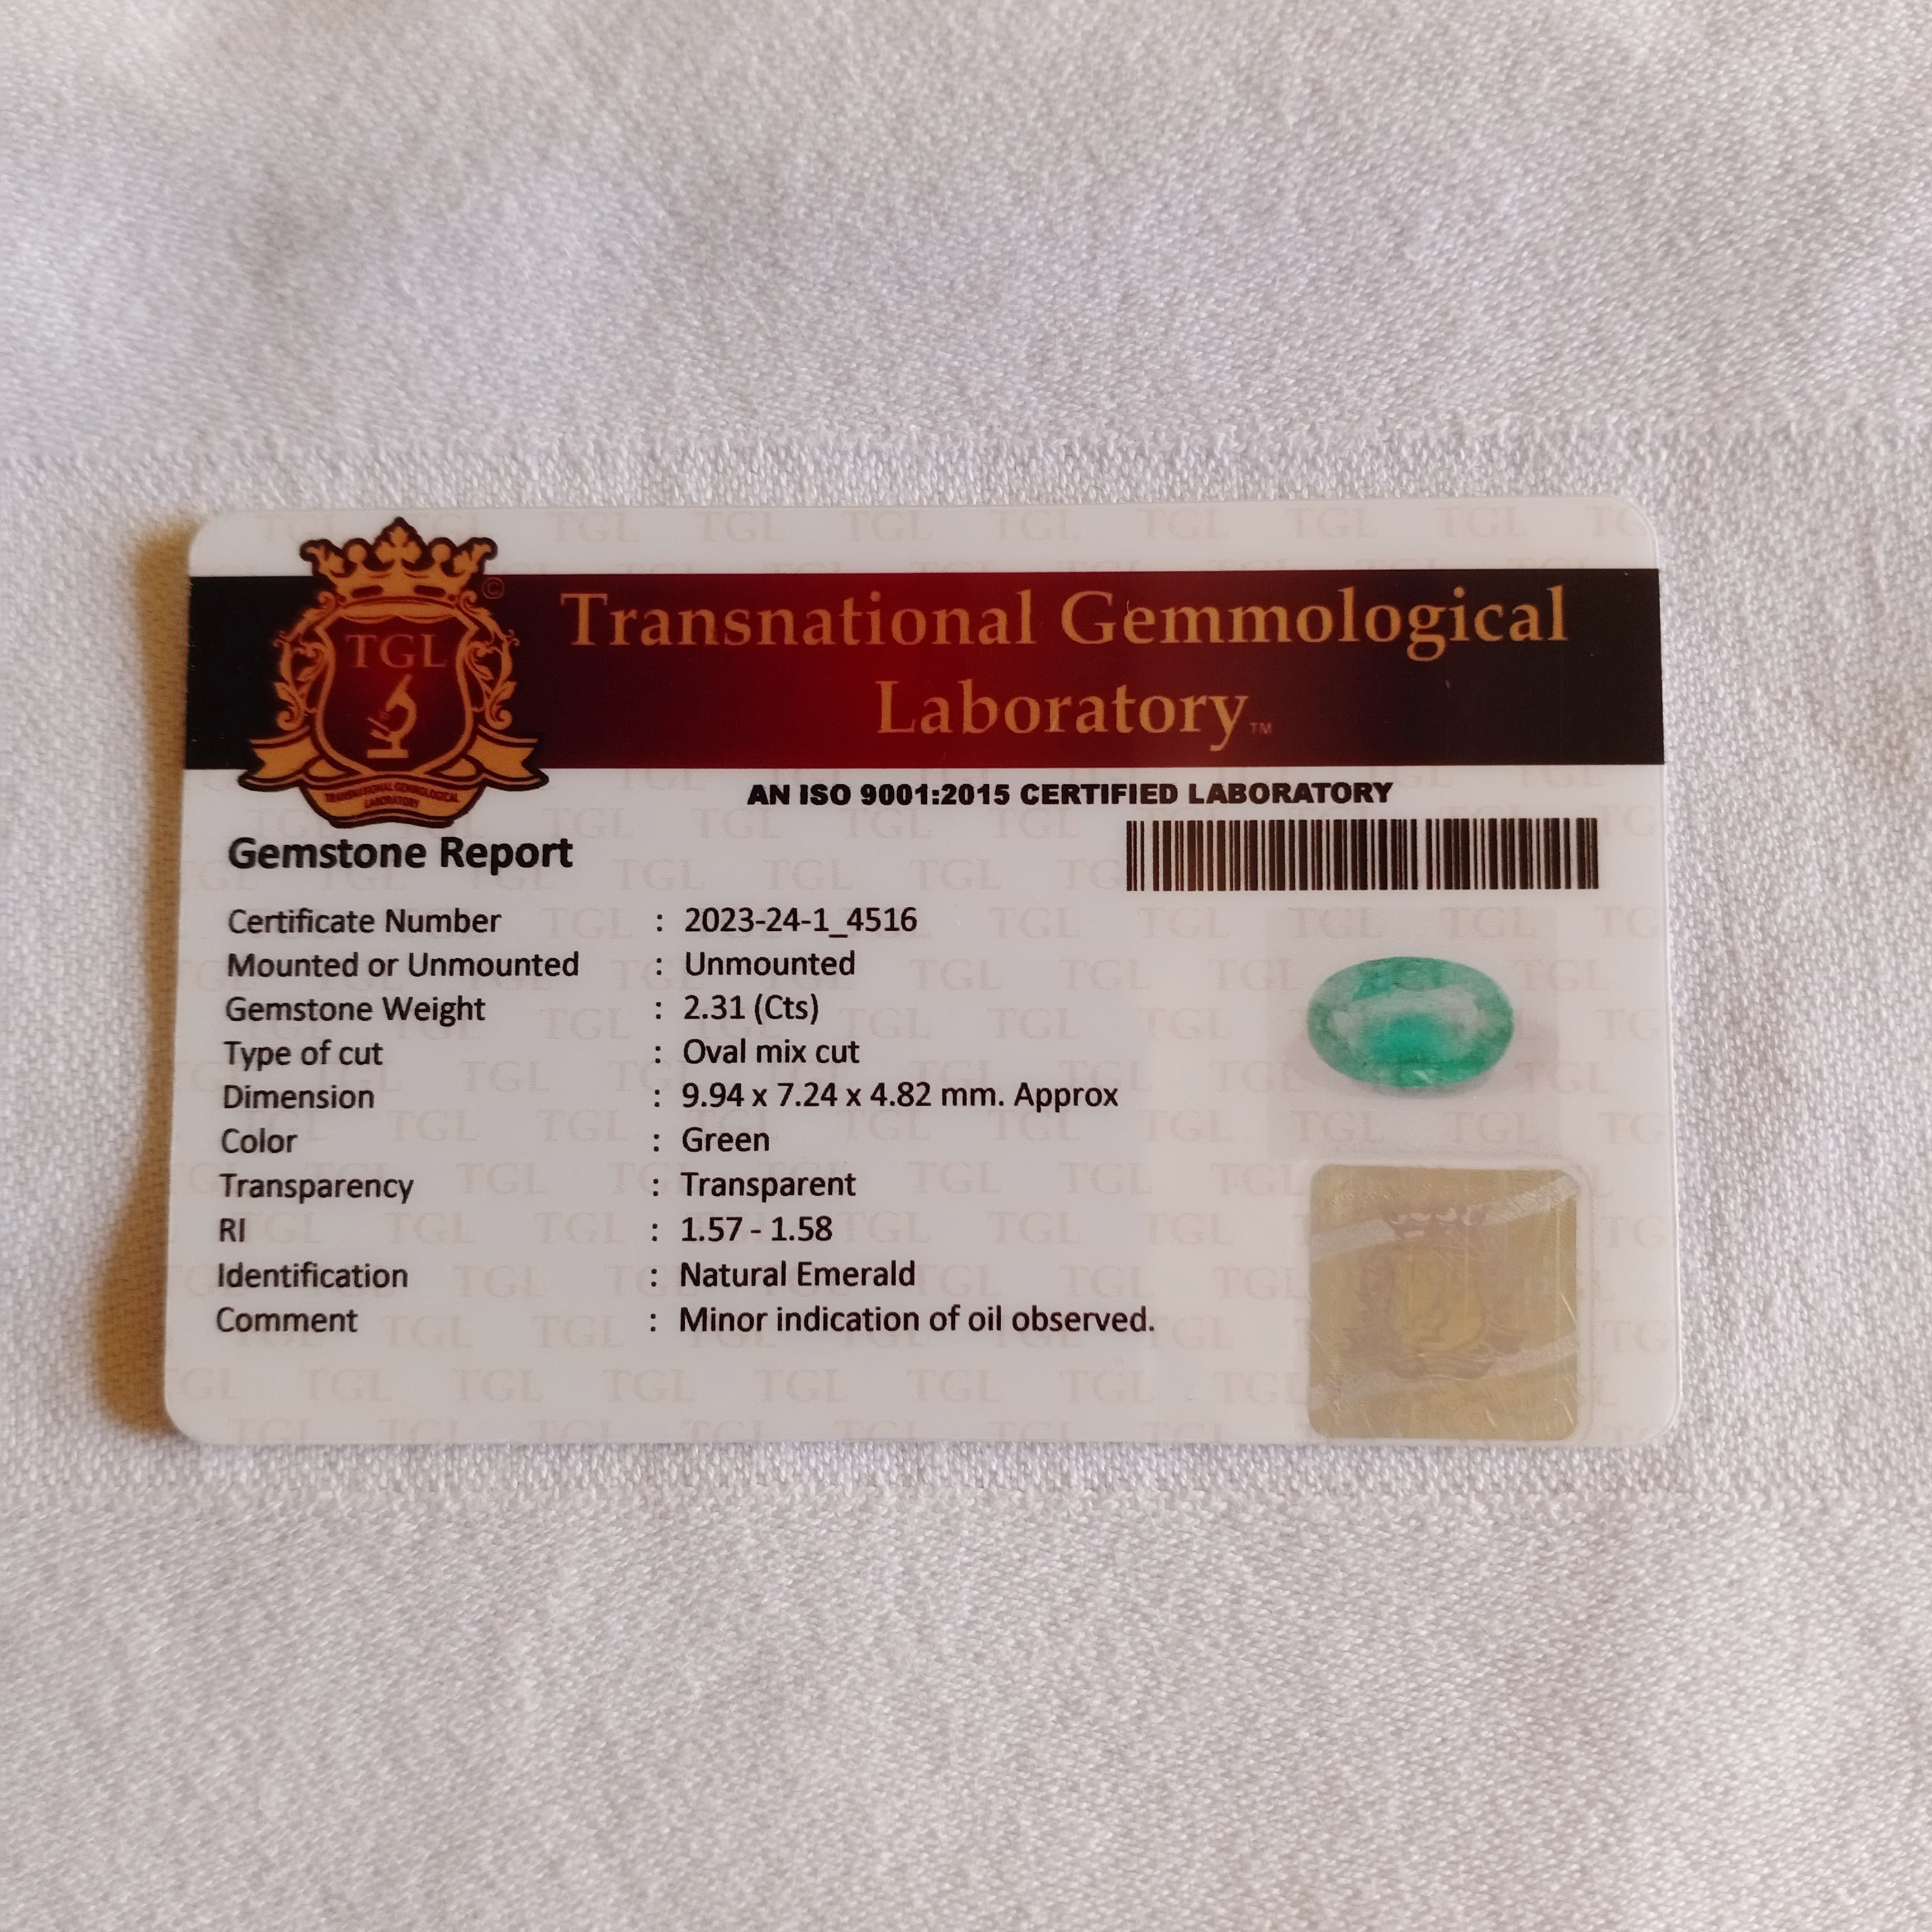 TGL
©
TRANSNATIONAL GEMMOLOGICAL
LABORATORY
Transnational Gemmological
Laboratory™
AN ISO 9001:2015 CERTIFIED LABORATORY
Gemstone Report
Certificate Number : 2023-24-1_4516
Mounted or Unmounted : Unmounted
Gemstone Weight : 2.31 (Cts)
Type of cut : Oval mix cut
Dimension : 9.94 x 7.24 x 4.82 mm. Approx
Color : Green
Transparency : Transparent
RI : 1.57 - 1.58
Identification : Natural Emerald
Comment : Minor indication of oil observed.